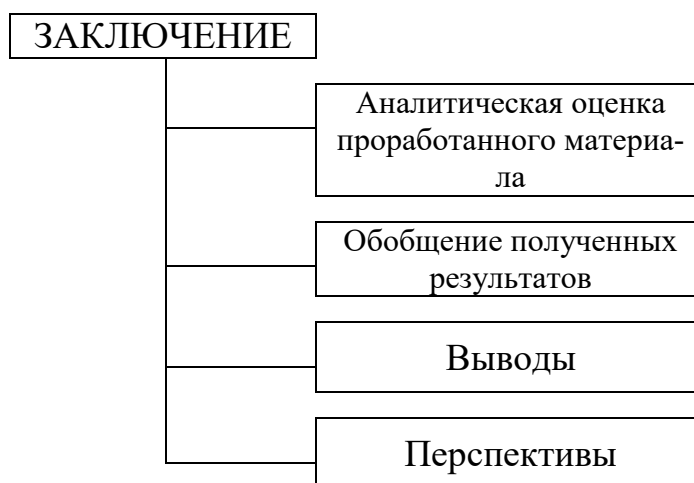 ЗАКЛЮЧЕНИЕ
Аналитическая оценка
проработанного материа-
ла
Обобщение полученных
результатов
Выводы
Перспективы